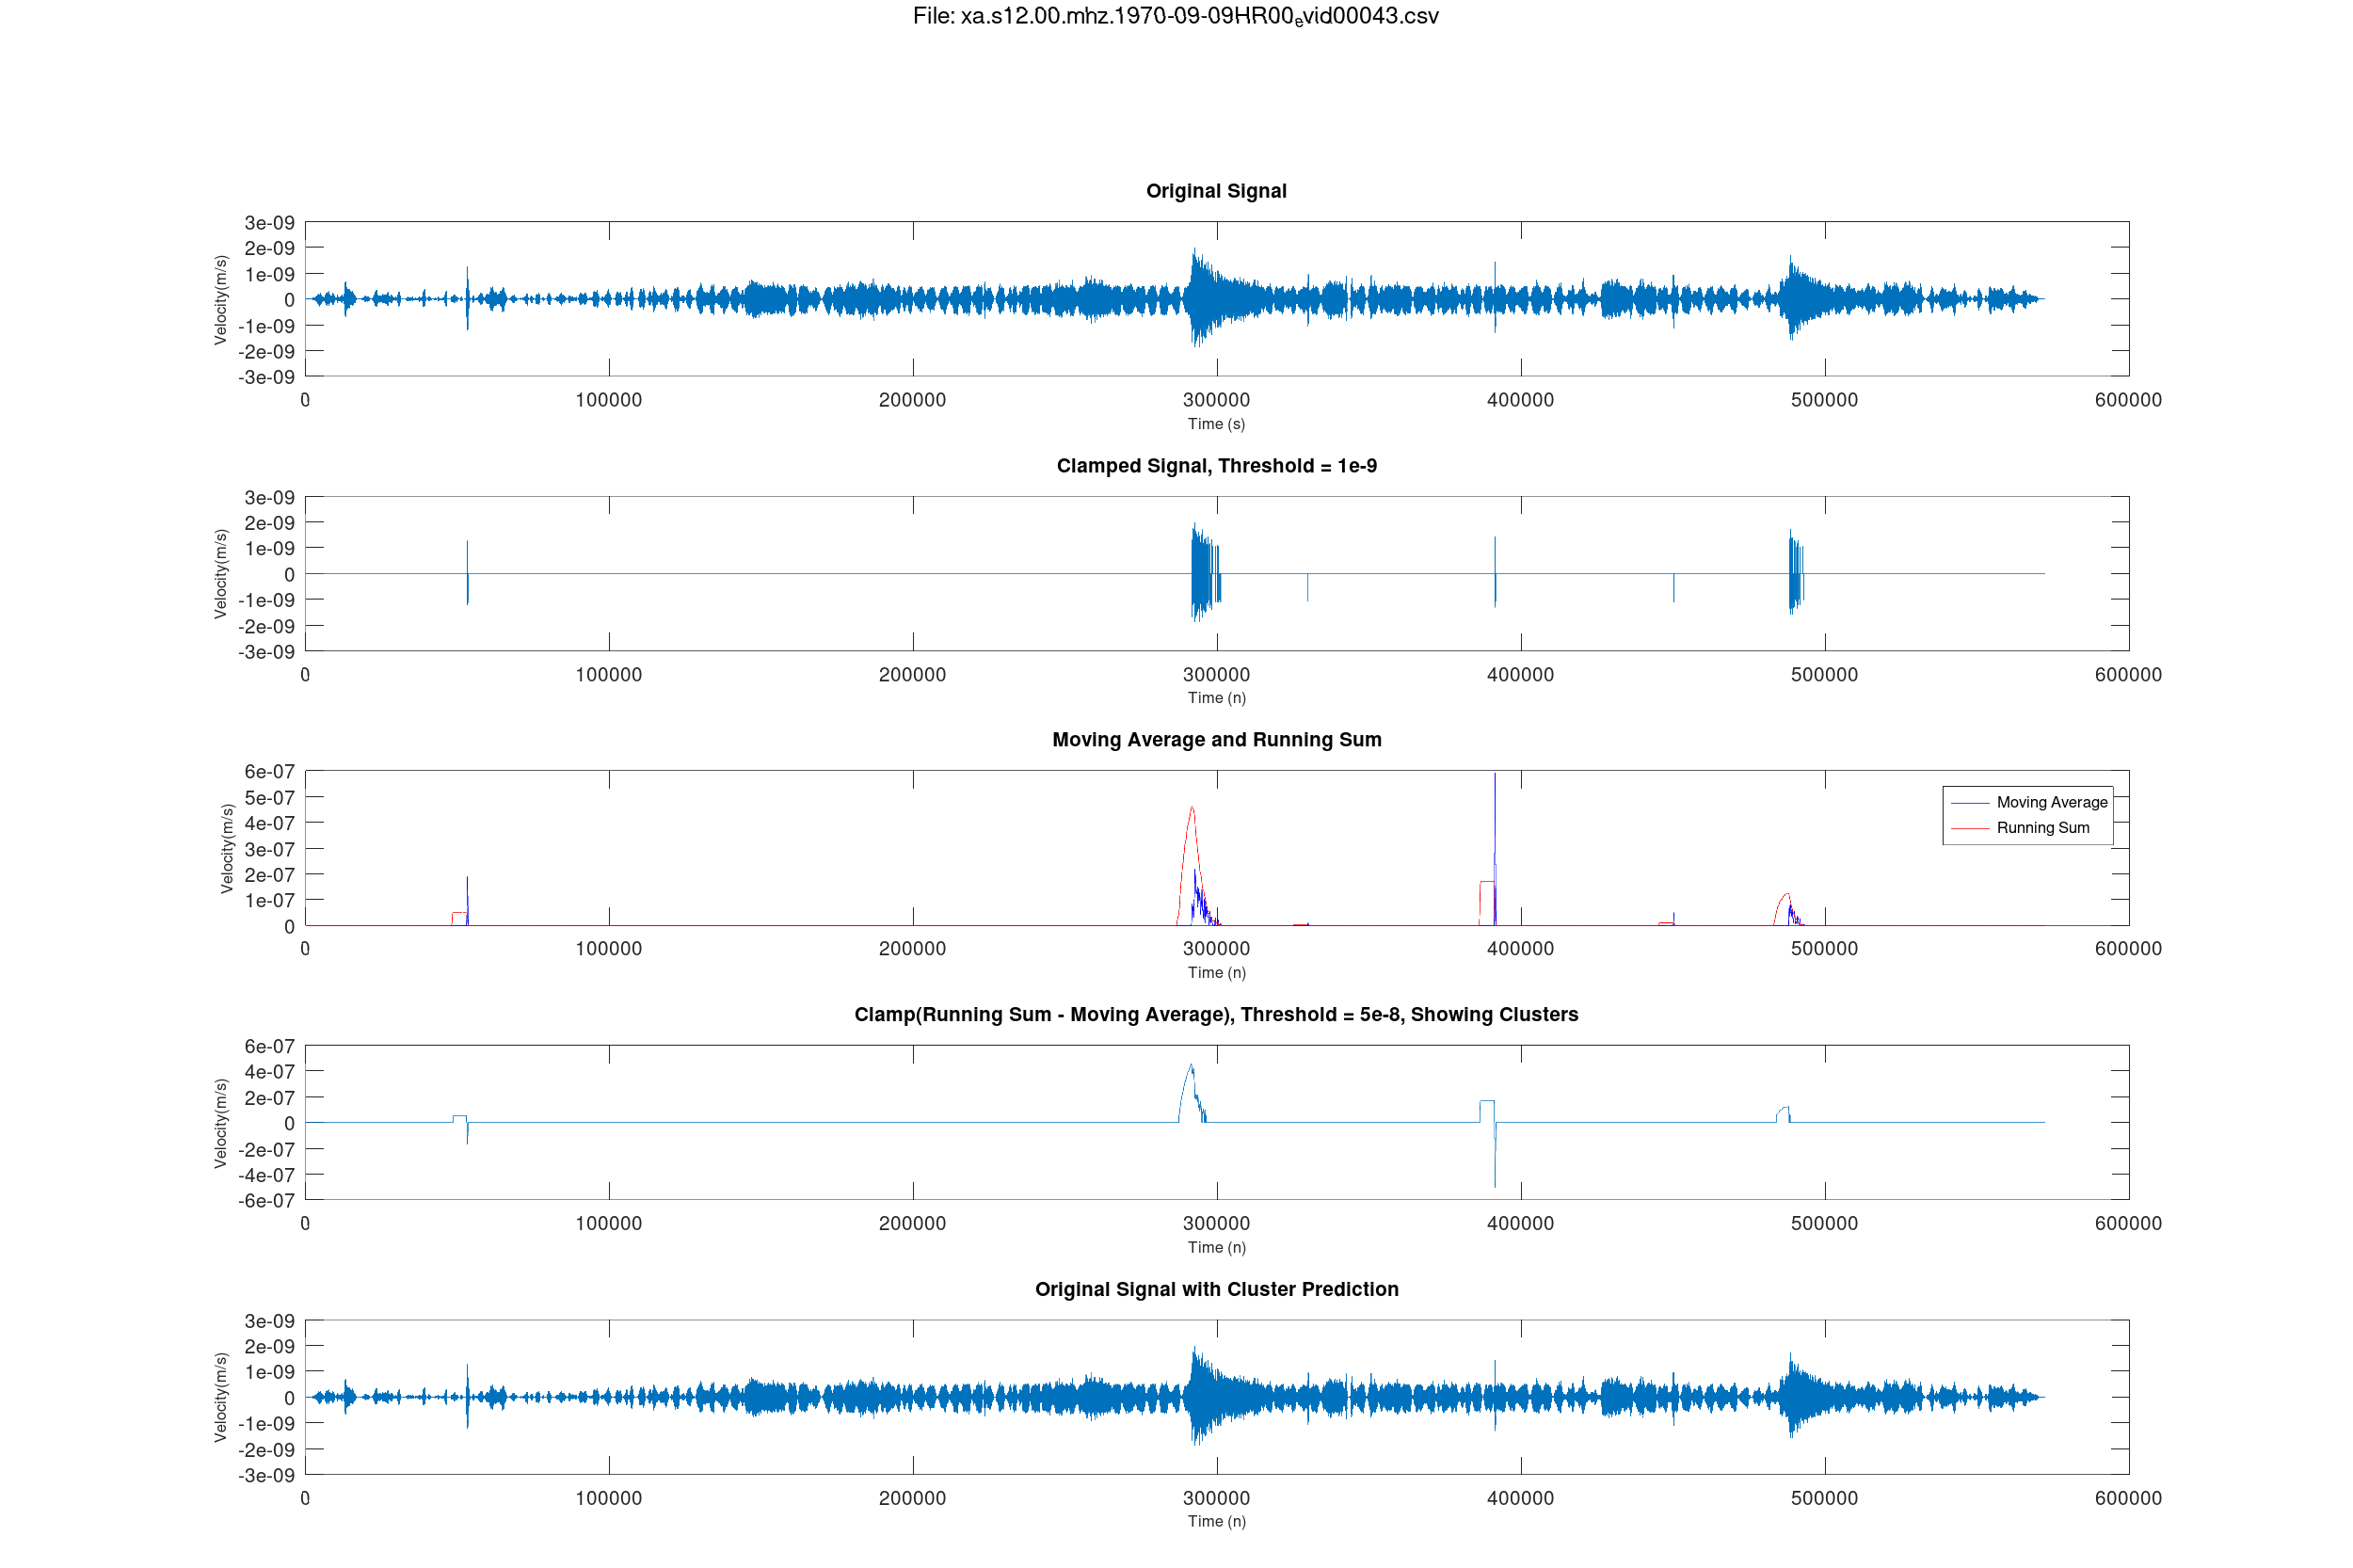 File: xa.s12.00.mhz.1970-09-09HR00evid00043.csv
Original Signal
3e-09
2e-09
1e-09
0
-1e-09
-2e-09
-3e-09
Velocity(m/s)
0 100000 200000 300000 400000 500000 600000
Time (s)
Clamped Signal, Threshold = 1e-9
3e-09
2e-09
1e-09
0
-1e-09
-2e-09
-3e-09
Velocity(m/s)
0 100000 200000 300000 400000 500000 600000
Time (n)
Moving Average and Running Sum
6e-07
5e-07
4e-07
3e-07
2e-07
1e-07
0
Velocity(m/s)
Moving Average
Running Sum
0 100000 200000 300000 400000 500000 600000
Time (n)
Clamp(Running Sum - Moving Average), Threshold = 5e-8, Showing Clusters
6e-07
4e-07
2e-07
0
-2e-07
-4e-07
-6e-07
Velocity(m/s)
0 100000 200000 300000 400000 500000 600000
Time (n)
Original Signal with Cluster Prediction
3e-09
2e-09
1e-09
0
-1e-09
-2e-09
-3e-09
Velocity(m/s)
0 100000 200000 300000 400000 500000 600000
Time (n)